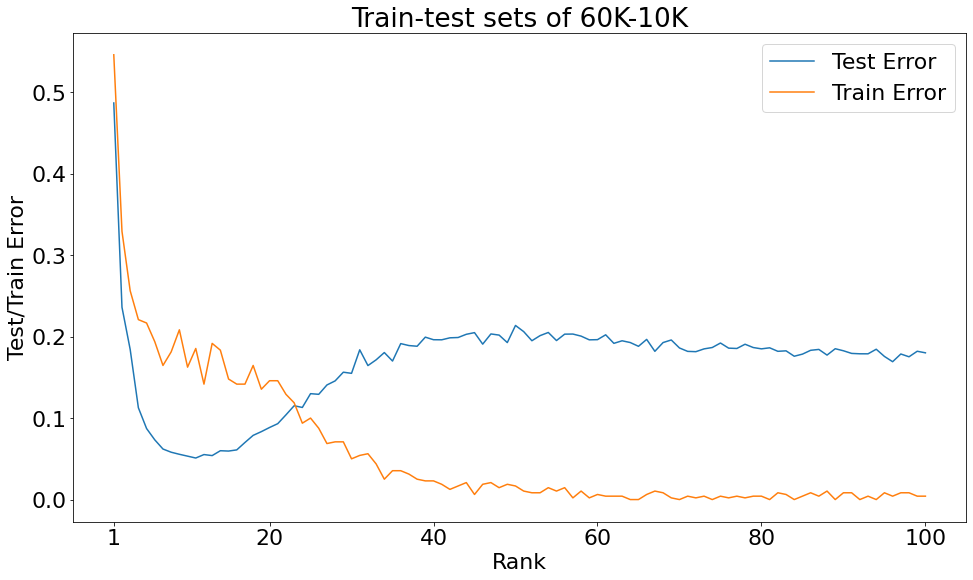 Train-test sets of 60K-10K
Test Error
Train Error
Test/Train Error
0.5
0.4
0.3
0.2
0.1
0.0
1 20 40 60 80 100
Rank